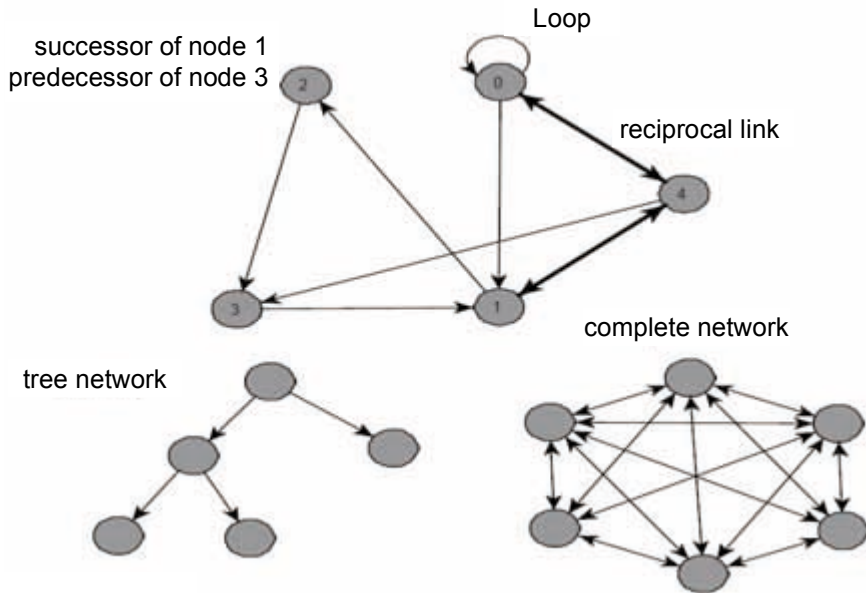 Loop
successor of node 1
predecessor of node 3
2
0
reciprocal link
4
3
1
complete network
tree network